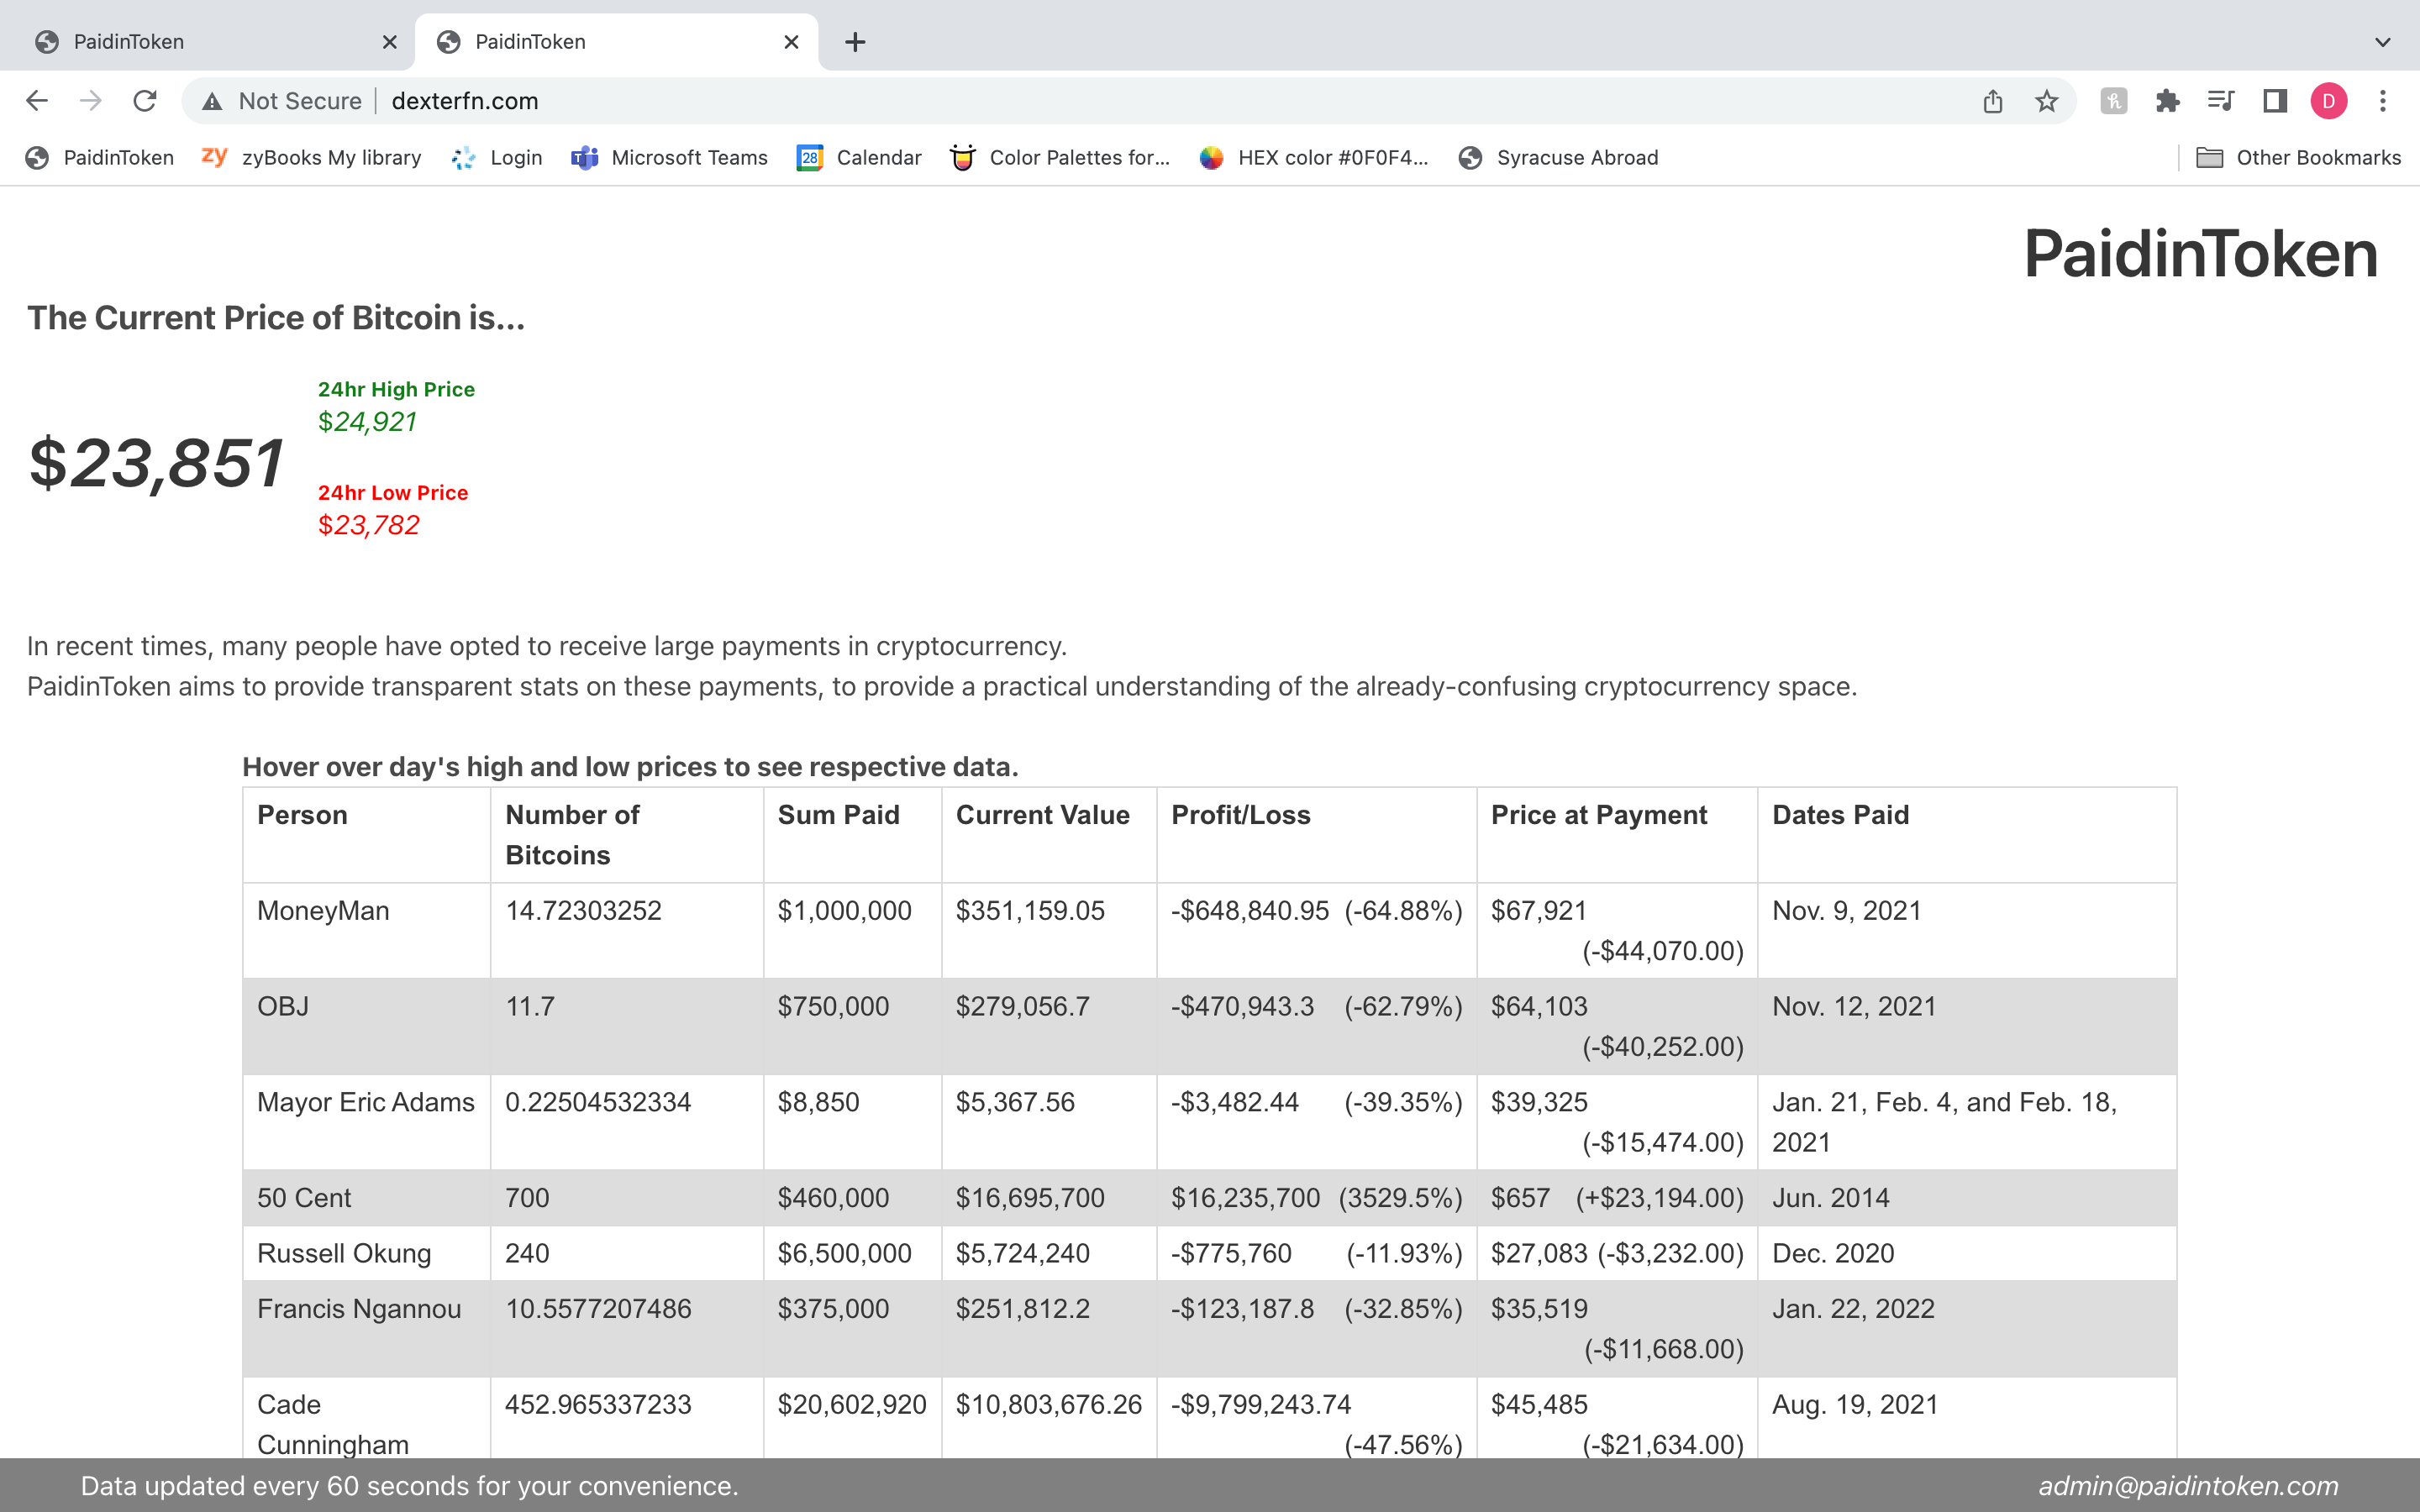 PaidinToken
PaidinToken
Not Secure dexterfn.com
D
PaidinToken zyBooks My library Login Microsoft Teams 28 Calendar Color Palettes for... HEX color #0F0F4... Syracuse Abroad Other Bookmarks
PaidinToken
The Current Price of Bitcoin is...
24hr High Price
$24,921
$23,851
24hr Low Price
$23,782
In recent times, many people have opted to receive large payments in cryptocurrency.
PaidinToken aims to provide transparent stats on these payments, to provide a practical understanding of the already-confusing cryptocurrency space.
Hover over day's high and low prices to see respective data.
Person Number of Bitcoins Sum Paid Current Value Profit/Loss Price at Payment Dates Paid
MoneyMan 14.72303252 $1,000,000 $351,159.05 -$648,840.95 (-64.88%) $67,921 (-$44,070.00) Nov. 9, 2021
OBJ 11.7 $750,000 $279,056.7 -$470,943.3 (-62.79%) $64,103 (-$40,252.00) Nov. 12, 2021
Mayor Eric Adams 0.22504532334 $8,850 $5,367.56 -$3,482.44 (-39.35%) $39,325 (-$15,474.00) Jan. 21, Feb. 4, and Feb. 18, 2021
50 Cent 700 $460,000 $16,695,700 $16,235,700 (3529.5%) $657 (+$23,194.00) Jun. 2014
Russell Okung 240 $6,500,000 $5,724,240 -$775,760 (-11.93%) $27,083 (-$3,232.00) Dec. 2020
Francis Ngannou 10.5577207486 $375,000 $251,812.2 -$123,187.8 (-32.85%) $35,519 (-$11,668.00) Jan. 22, 2022
Cade Cunningham 452.965337233 $20,602,920 $10,803,676.26 -$9,799,243.74 (-47.56%) $45,485 (-$21,634.00) Aug. 19, 2021
Data updated every 60 seconds for your convenience.
admin@paidintoken.com